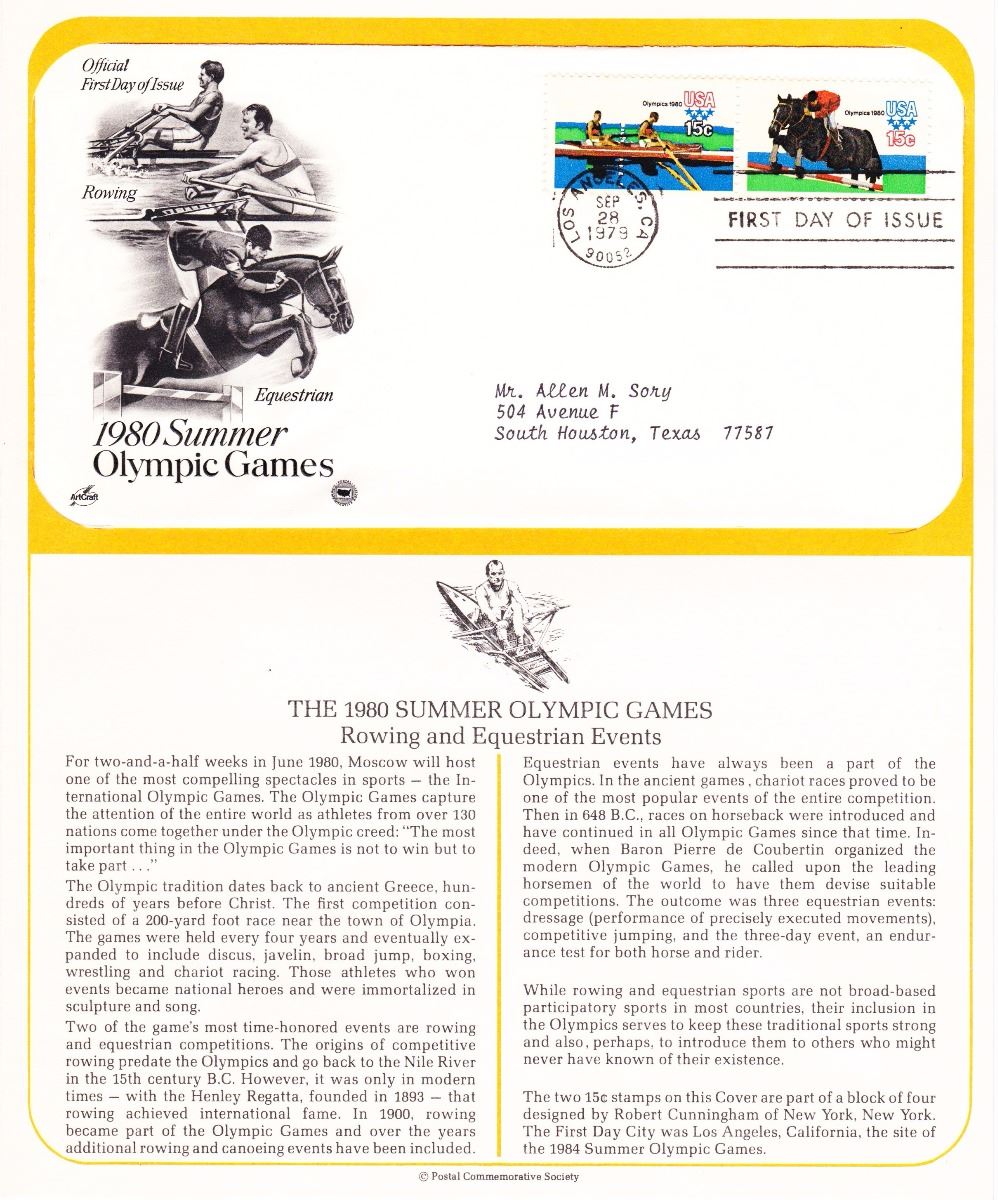 Official
First Day of Issue
Rowing
Equestrian
1980 Summer
Olympic Games
ArtCraft
Olympics 1980 USA
15c
Olympics 1980 USA
15c
LOS ANGELES, CA
SEP
28
1979
90052
FIRST DAY OF ISSUE
Mr. Allen M. Sory
504 Avenue F
South Houston, Texas 77587
THE 1980 SUMMER OLYMPIC GAMES
Rowing and Equestrian Events
For two-and-a-half weeks in June 1980, Moscow will host
one of the most compelling spectacles in sports — the In-
ternational Olympic Games. The Olympic Games capture
the attention of the entire world as athletes from over 130
nations come together under the Olympic creed: "The most
important thing in the Olympic Games is not to win but to
take part . . ."
The Olympic tradition dates back to ancient Greece, hun-
dreds of years before Christ. The first competition con-
sisted of a 200-yard foot race near the town of Olympia.
The games were held every four years and eventually ex-
panded to include discus, javelin, broad jump, boxing,
wrestling and chariot racing. Those athletes who won
events became national heroes and were immortalized in
sculpture and song.
Two of the game's most time-honored events are rowing
and equestrian competitions. The origins of competitive
rowing predate the Olympics and go back to the Nile River
in the 15th century B.C. However, it was only in modern
times — with the Henley Regatta, founded in 1893 — that
rowing achieved international fame. In 1900, rowing
became part of the Olympic Games and over the years
additional rowing and canoeing events have been included.
Equestrian events have always been a part of the
Olympics. In the ancient games , chariot races proved to be
one of the most popular events of the entire competition.
Then in 648 B.C., races on horseback were introduced and
have continued in all Olympic Games since that time. In-
deed, when Baron Pierre de Coubertin organized the
modern Olympic Games, he called upon the leading
horsemen of the world to have them devise suitable
competitions. The outcome was three equestrian events:
dressage (performance of precisely executed movements),
competitive jumping, and the three-day event, an endur-
ance test for both horse and rider.
While rowing and equestrian sports are not broad-based
participatory sports in most countries, their inclusion in
the Olympics serves to keep these traditional sports strong
and also, perhaps, to introduce them to others who might
never have known of their existence.
The two 15c stamps on this Cover are part of a block of four
designed by Robert Cunningham of New York, New York.
The First Day City was Los Angeles, California, the site of
the 1984 Summer Olympic Games.
© Postal Commemorative Society